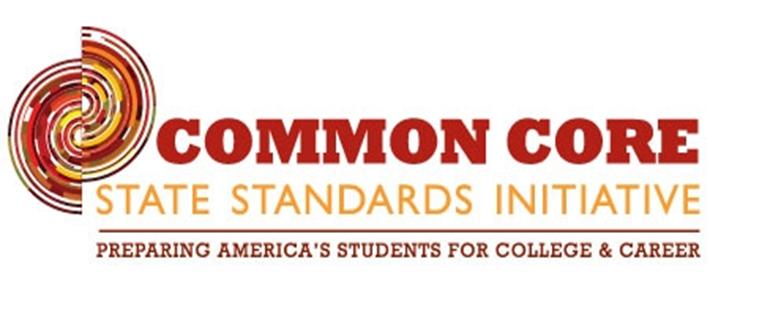 COMMON CORE
STATE STANDARDS INITIATIVE
PREPARING AMERICA'S STUDENTS FOR COLLEGE & CAREER